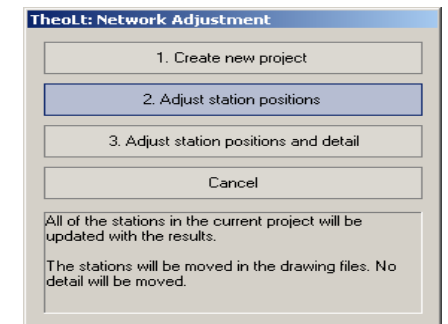 TheoLt: Network Adjustment
1. Create new project
2. Adjust station positions
3. Adjust station positions and detail
Cancel
All of the stations in the current project will be
updated with the results.
The stations will be moved in the drawing files. No
detail will be moved.